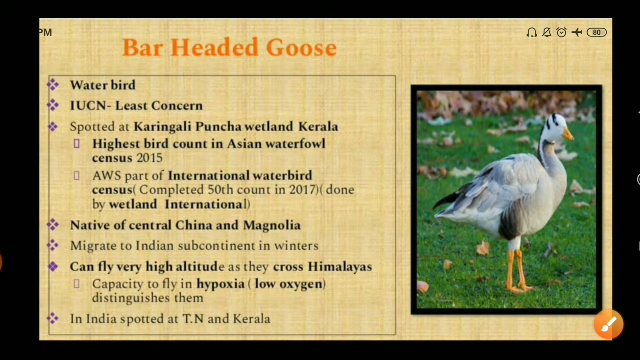 PM
80
Bar Headed Goose
Water bird
IUCN- Least Concern
Spotted at Karingali Puncha wetland Kerala
Highest bird count in Asian waterfowl
census 2015
AWS part of International waterbird
census( Completed 50th count in 2017)( done
by wetland International)
Native of central China and Magnolia
Migrate to Indian subcontinent in winters
Can fly very high altitude as they cross Himalayas
Capacity to fly in hypoxia ( low oxygen)
distinguishes them
In India spotted at T.N and Kerala